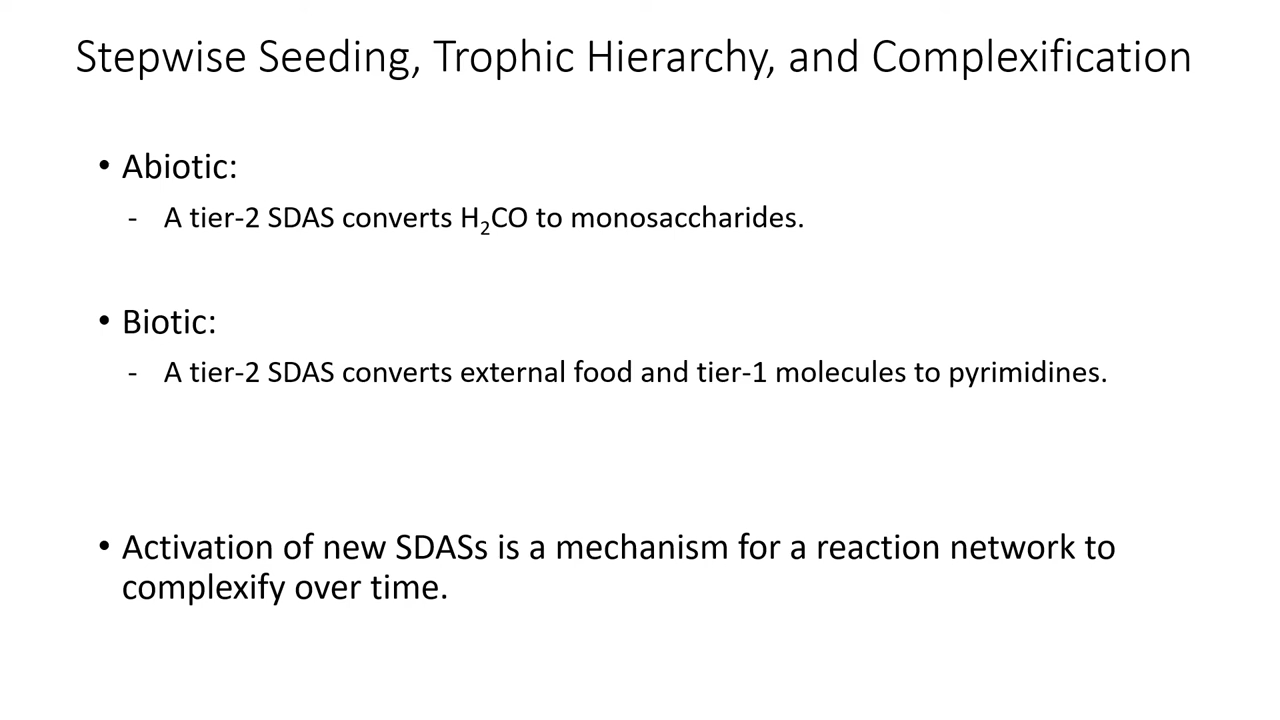 Stepwise Seeding, Trophic Hierarchy, and Complexification
• Abiotic:
- A tier-2 SDAS converts H₂CO to monosaccharides.
• Biotic:
- A tier-2 SDAS converts external food and tier-1 molecules to pyrimidines.
• Activation of new SDASs is a mechanism for a reaction network to
complexify over time.